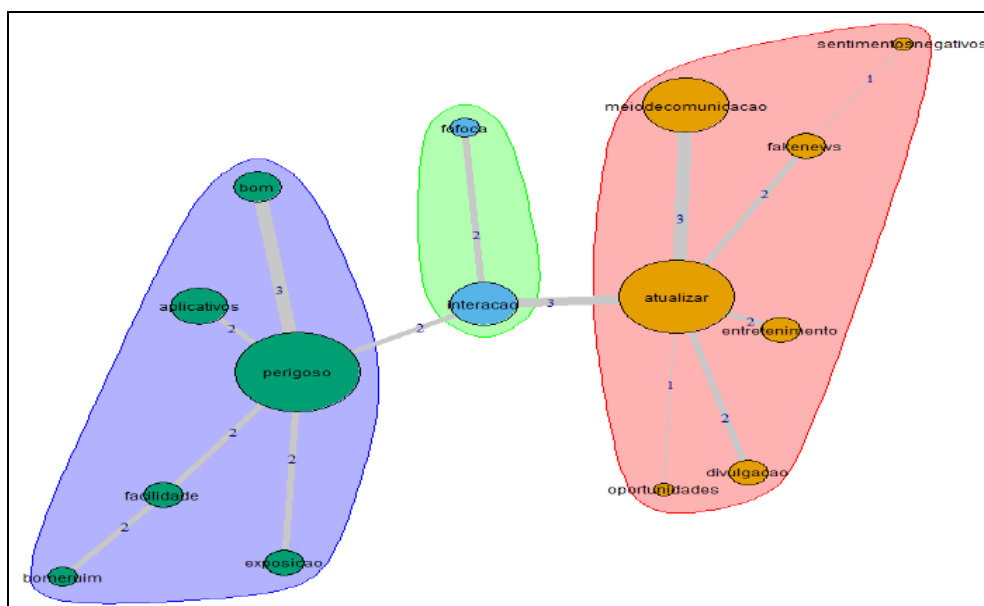 sentimentosnegativos
1
meiodecomunicacao
fofoca
fakenews
bom
2
2
3
3
atualizar
aplicativos
interacao
3
2
2
2
entretenimento
perigoso
1
2
2
2
divulgacao
oportunidades
facilidade
2
exposicao
bomeruim